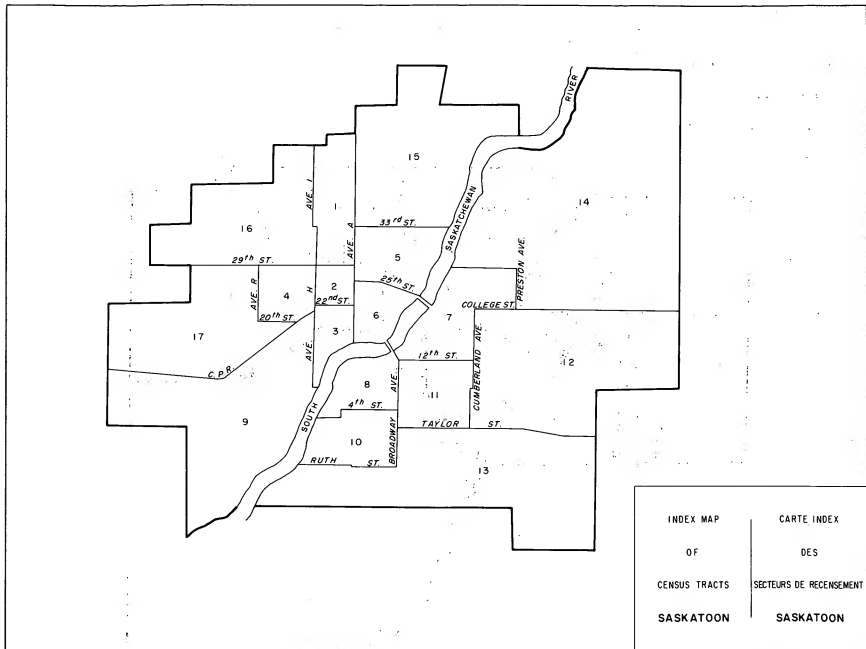 RIVER
15
AVE. I
14
1
SASKATCHEWAN
AVE. A
33rd ST.
16
5
29th ST.
PRESTON AVE.
25th ST.
AVE. R
4
H
2
22nd ST.
COLLEGE ST.
20th ST.
6
7
17
3
AVE.
CUMBERLAND AVE.
12th ST.
12
C.P.R.
8
AVE.
11
4th ST.
9
SOUTH
BROADWAY
TAYLOR ST.
10
RUTH ST.
13
INDEX MAP
OF
CENSUS TRACTS
SASKATOON
CARTE INDEX
DES
SECTEURS DE RECENSEMENT
SASKATOON